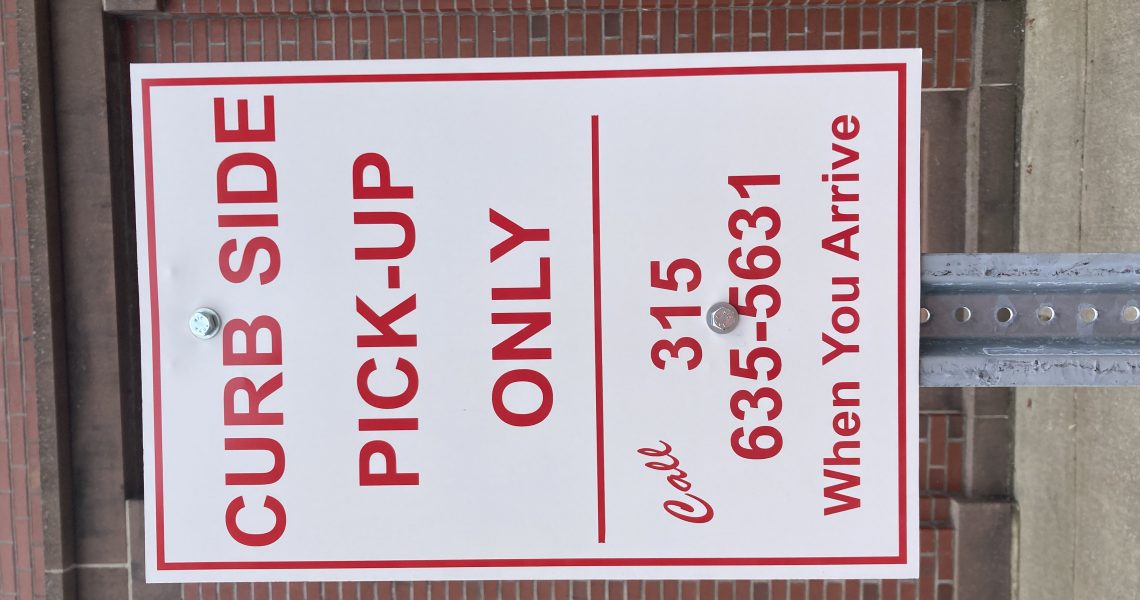 CURB SIDE
PICK-UP
ONLY
Call 315
635-5631
When You Arrive